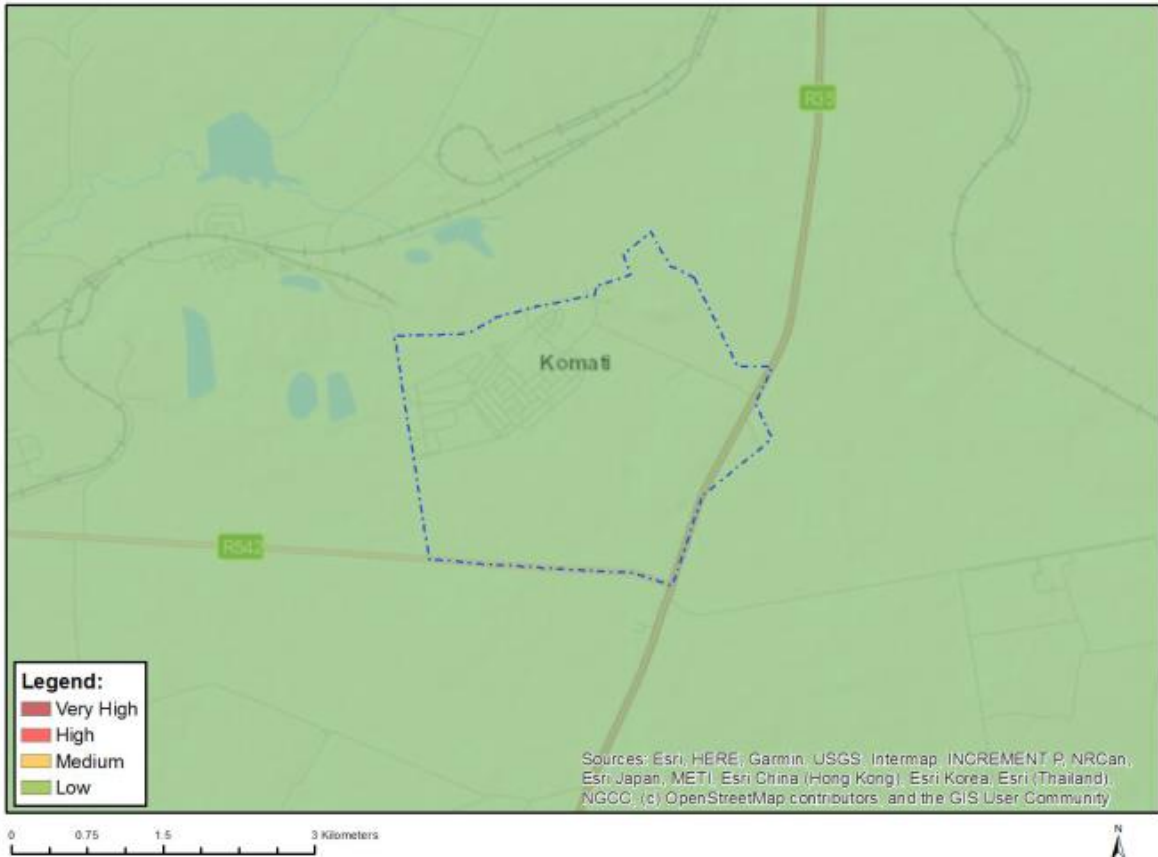 R35
Komati
R542
Legend:
Very High
High
Medium
Low
Sources: Esri, HERE, Garmin, USGS, Intermap, INCREMENT P, NRCan,
Esri Japan, METI, Esri China (Hong Kong), Esri Korea, Esri (Thailand),
NGCC, (c) OpenStreetMap contributors, and the GIS User Community
0 0.75 1.5 3 Kilometers
N